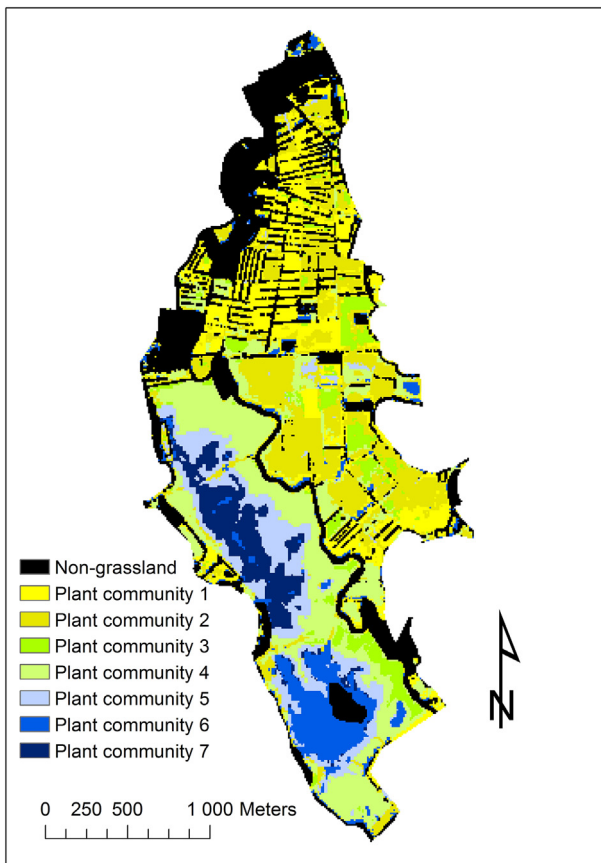 Non-grassland
Plant community 1
Plant community 2
Plant community 3
Plant community 4
Plant community 5
Plant community 6
Plant community 7
N
0 250 500 1 000 Meters